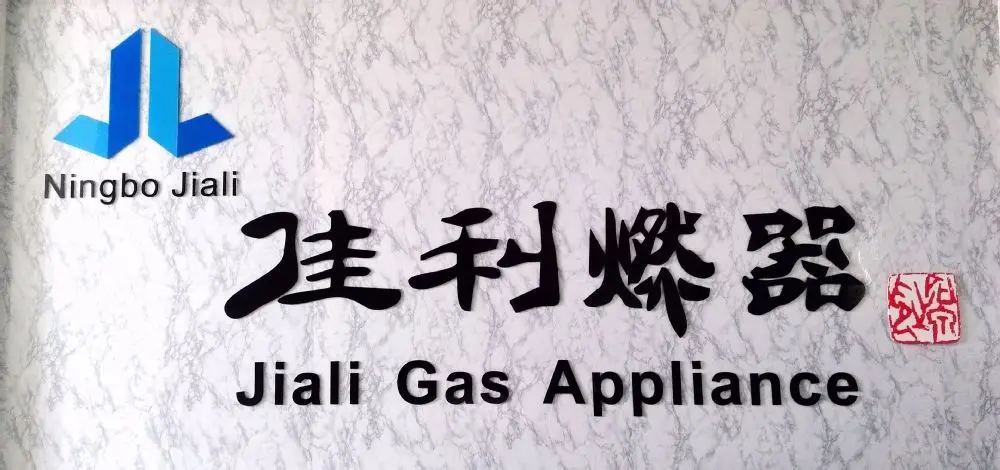 Ningbo Jiali
佳利燃器
Jiali Gas Appliance